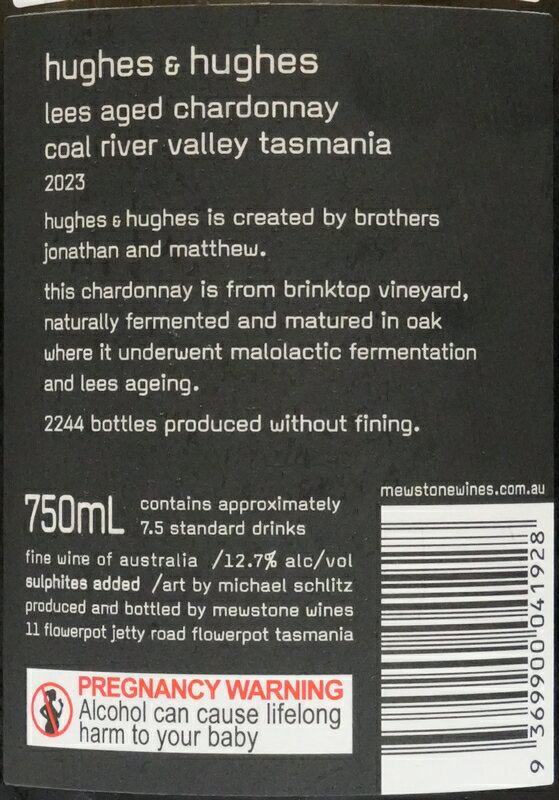 hughes & hughes
lees aged chardonnay
coal river valley tasmania
2023
hughes & hughes is created by brothers
jonathan and matthew.
this chardonnay is from brinktop vineyard,
naturally fermented and matured in oak
where it underwent malolactic fermentation
and lees ageing.
2244 bottles produced without fining.
750mL
contains approximately
7.5 standard drinks
fine wine of australia /12.7% alc/vol
sulphites added /art by michael schlitz
produced and bottled by mewstone wines
11 flowerpot jetty road flowerpot tasmania
PREGNANCY WARNING
Alcohol can cause lifelong
harm to your baby
mewstonewines.com.au
9 369900 041928